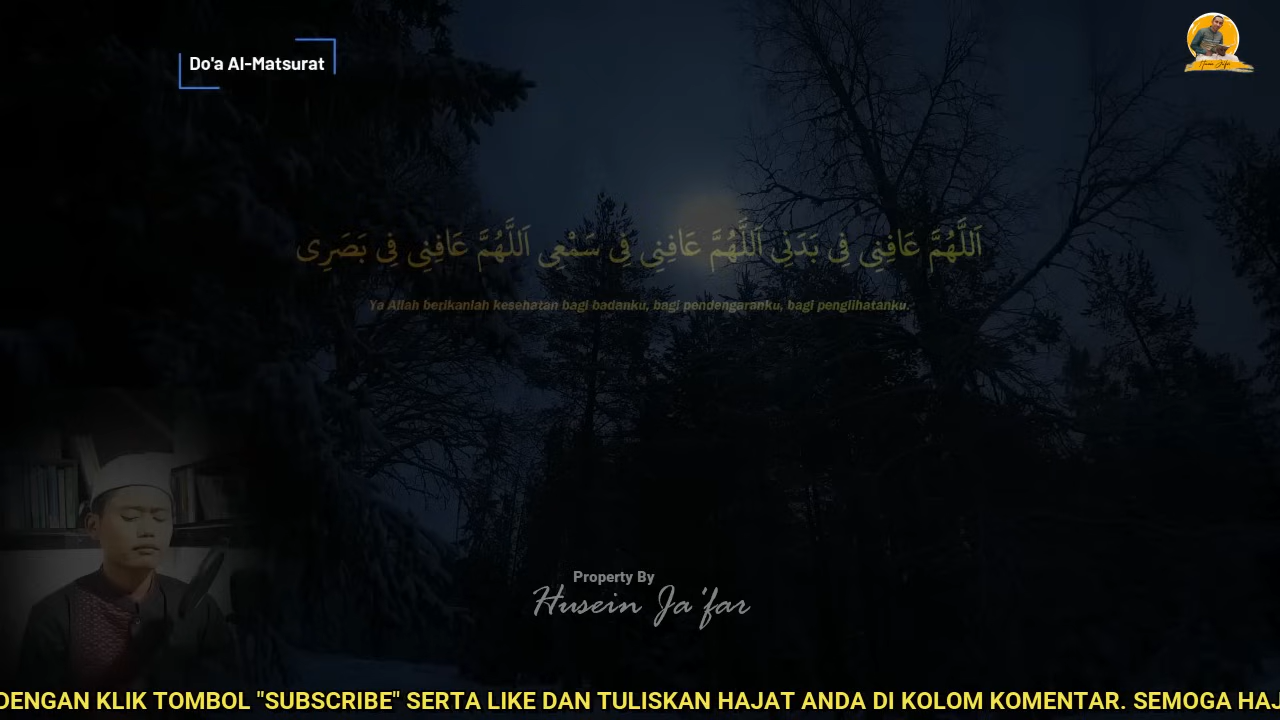 Do'a Al-Matsurat
اَللَّهُمَّ عَافِنِى فِى بَدَنِى اَللَّهُمَّ عَافِنِى فِى سَمْعِى اَللَّهُمَّ عَافِنِى فِى بَصَرِى
Ya Allah berikanlah kesehatan bagi badanku, bagi pendengaranku, bagi penglihatanku.
Property By
Husein Ja'far
DENGAN KLIK TOMBOL "SUBSCRIBE" SERTA LIKE DAN TULISKAN HAJAT ANDA DI KOLOM KOMENTAR. SEMOGA HAJ